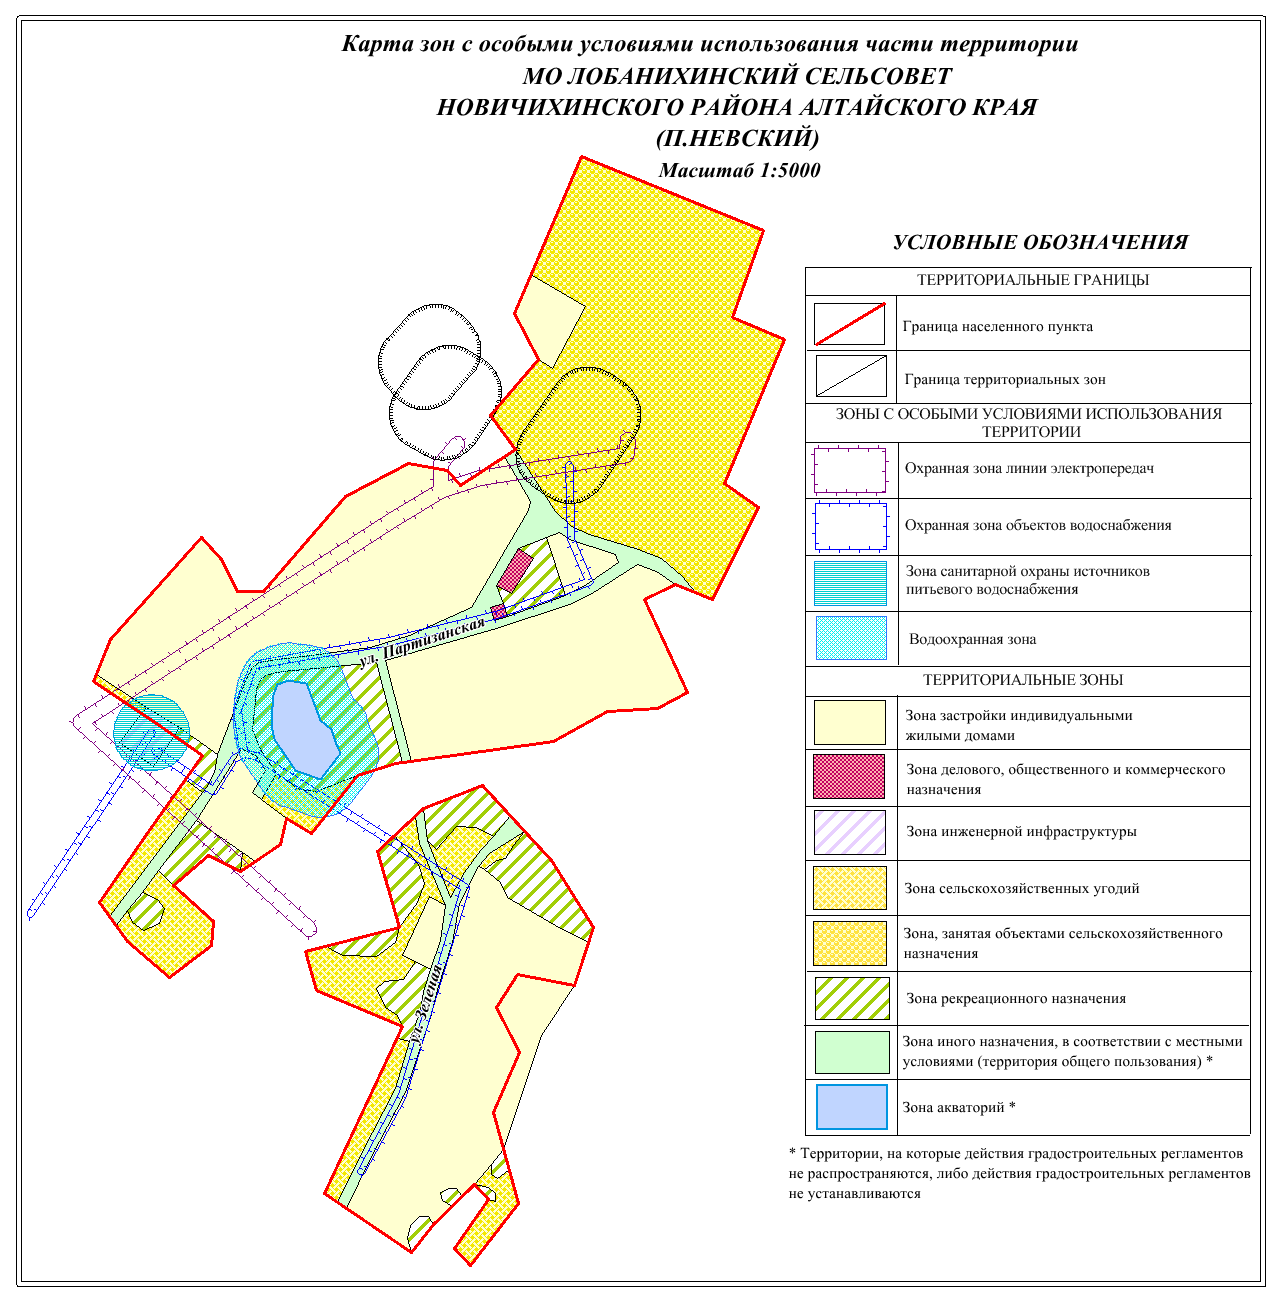 Карта зон с особыми условиями использования части территории
МО ЛОБАНИХИНСКИЙ СЕЛЬСОВЕТ
НОВИЧИХИНСКОГО РАЙОНА АЛТАЙСКОГО КРАЯ
(П.НЕВСКИЙ)
Масштаб 1:5000
УСЛОВНЫЕ ОБОЗНАЧЕНИЯ
ТЕРРИТОРИАЛЬНЫЕ ГРАНИЦЫ
Граница населенного пункта
Граница территориальных зон
ЗОНЫ С ОСОБЫМИ УСЛОВИЯМИ ИСПОЛЬЗОВАНИЯ
ТЕРРИТОРИИ
Охранная зона линии электропередач
Охранная зона объектов водоснабжения
Зона санитарной охраны источников
питьевого водоснабжения
Водоохранная зона
ТЕРРИТОРИАЛЬНЫЕ ЗОНЫ
Зона застройки индивидуальными
жилыми домами
Зона делового, общественного и коммерческого
назначения
Зона инженерной инфраструктуры
Зона сельскохозяйственных угодий
Зона, занятая объектами сельскохозяйственного
назначения
Зона рекреационного назначения
Зона иного назначения, в соответствии с местными
условиями (территория общего пользования) *
Зона акваторий *
* Территории, на которые действия градостроительных регламентов
не распространяются, либо действия градостроительных регламентов
не устанавливаются
ул. Партизанская
ул. Зеленая